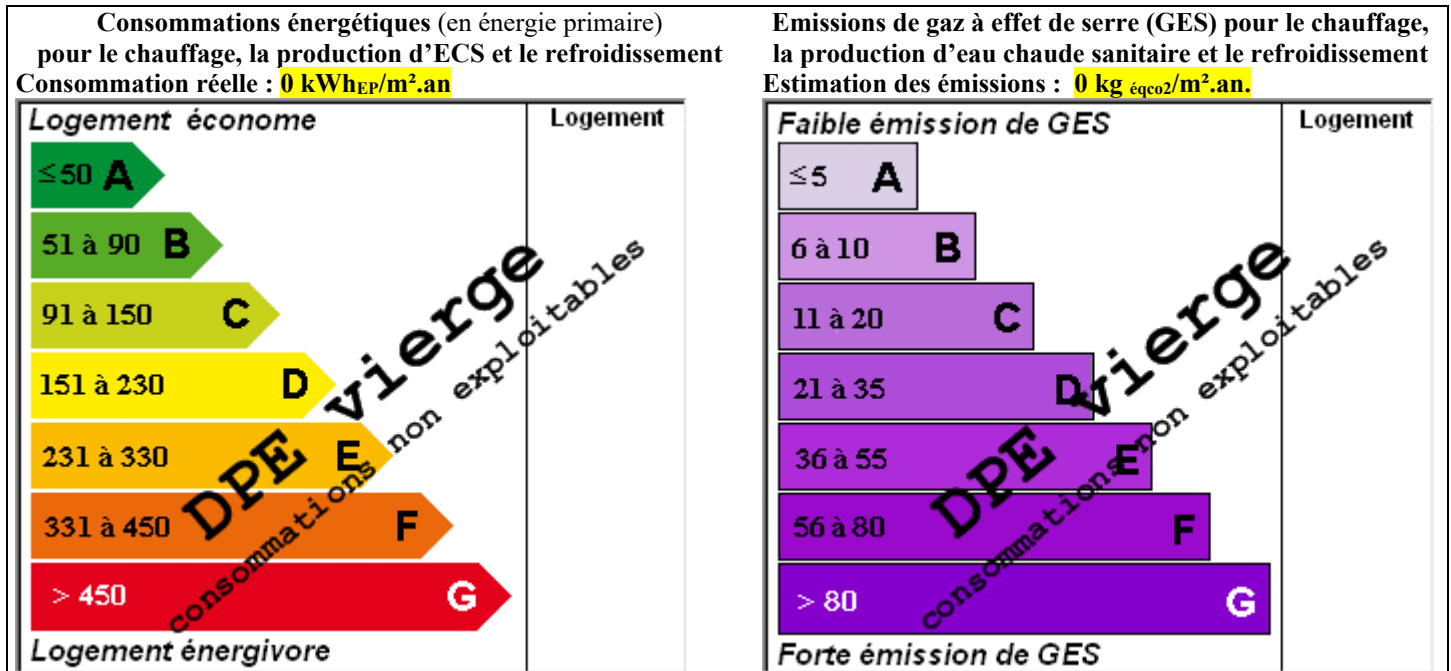 Consommations énergétiques (en énergie primaire)
pour le chauffage, la production d'ECS et le refroidissement
Consommation réelle : 0 kWhEP/m².an
Logement économe
Logement
≤50 A
51 à 90 B
91 à 150 C
151 à 230 D
231 à 330 E
331 à 450 F
> 450 G
Logement énergivore
DPE vierge
consommations non exploitables
Emissions de gaz à effet de serre (GES) pour le chauffage,
la production d'eau chaude sanitaire et le refroidissement
Estimation des émissions : 0 kg éqco2/m².an.
Faible émission de GES
Logement
≤5 A
6 à 10 B
11 à 20 C
21 à 35 D
36 à 55 E
56 à 80 F
> 80 G
Forte émission de GES
DPE vierge
consommations non exploitables